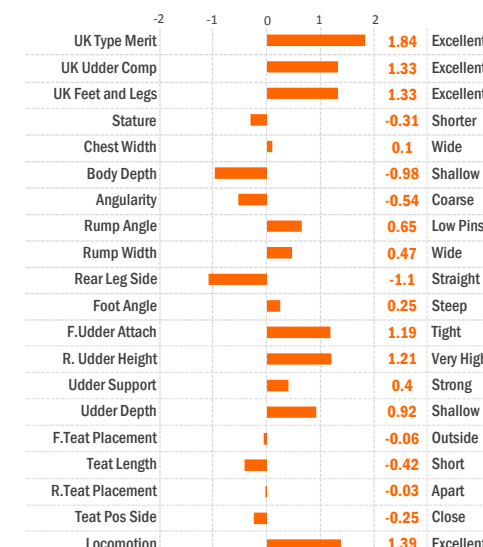 -2 -1 0 1 2
UK Type Merit 1.84 Excellent
UK Udder Comp 1.33 Excellent
UK Feet and Legs 1.33 Excellent
Stature -0.31 Shorter
Chest Width 0.1 Wide
Body Depth -0.98 Shallow
Angularity -0.54 Coarse
Rump Angle 0.65 Low Pins
Rump Width 0.47 Wide
Rear Leg Side -1.1 Straight
Foot Angle 0.25 Steep
F.Udder Attach 1.19 Tight
R. Udder Height 1.21 Very High
Udder Support 0.4 Strong
Udder Depth 0.92 Shallow
F.Teat Placement -0.06 Outside
Teat Length -0.42 Short
R.Teat Placement -0.03 Apart
Teat Pos Side -0.25 Close
Locomotion 1.39 Excellent